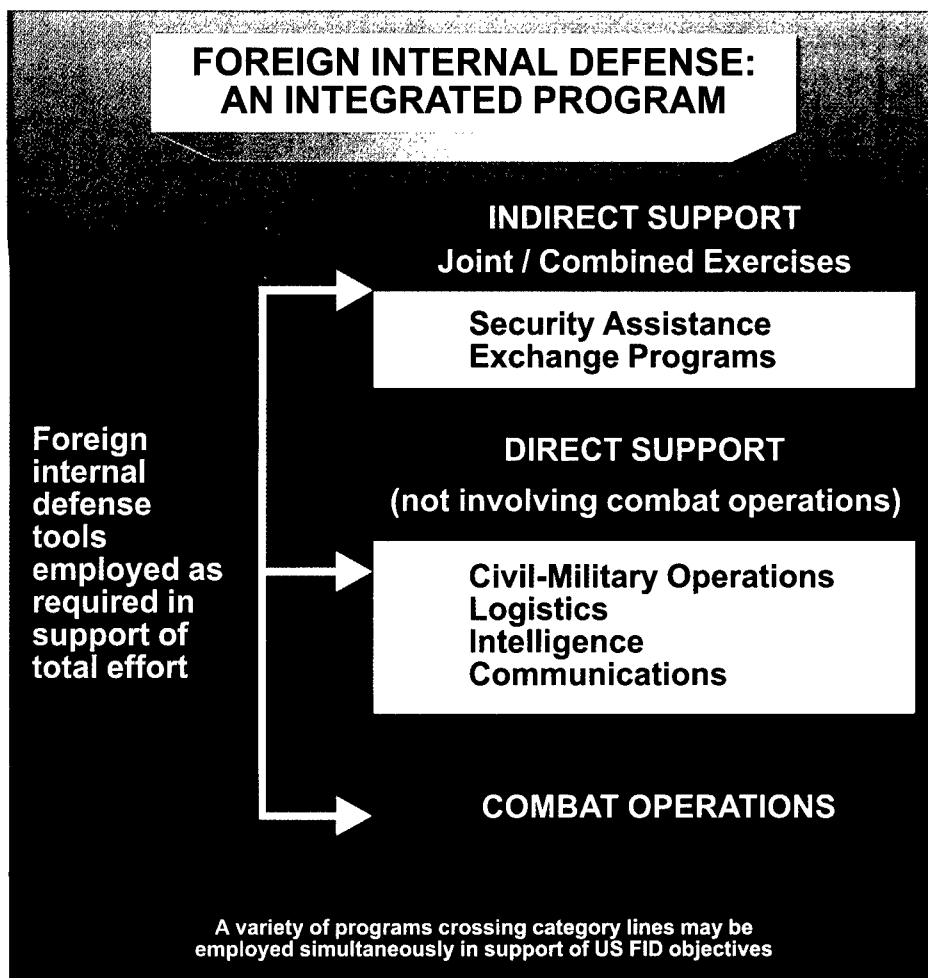 FOREIGN INTERNAL DEFENSE:
AN INTEGRATED PROGRAM
INDIRECT SUPPORT
Joint / Combined Exercises
Security Assistance
Exchange Programs
Foreign
internal
defense
tools
employed as
required in
support of
total effort
DIRECT SUPPORT
(not involving combat operations)
Civil-Military Operations
Logistics
Intelligence
Communications
COMBAT OPERATIONS
A variety of programs crossing category lines may be
employed simultaneously in support of US FID objectives